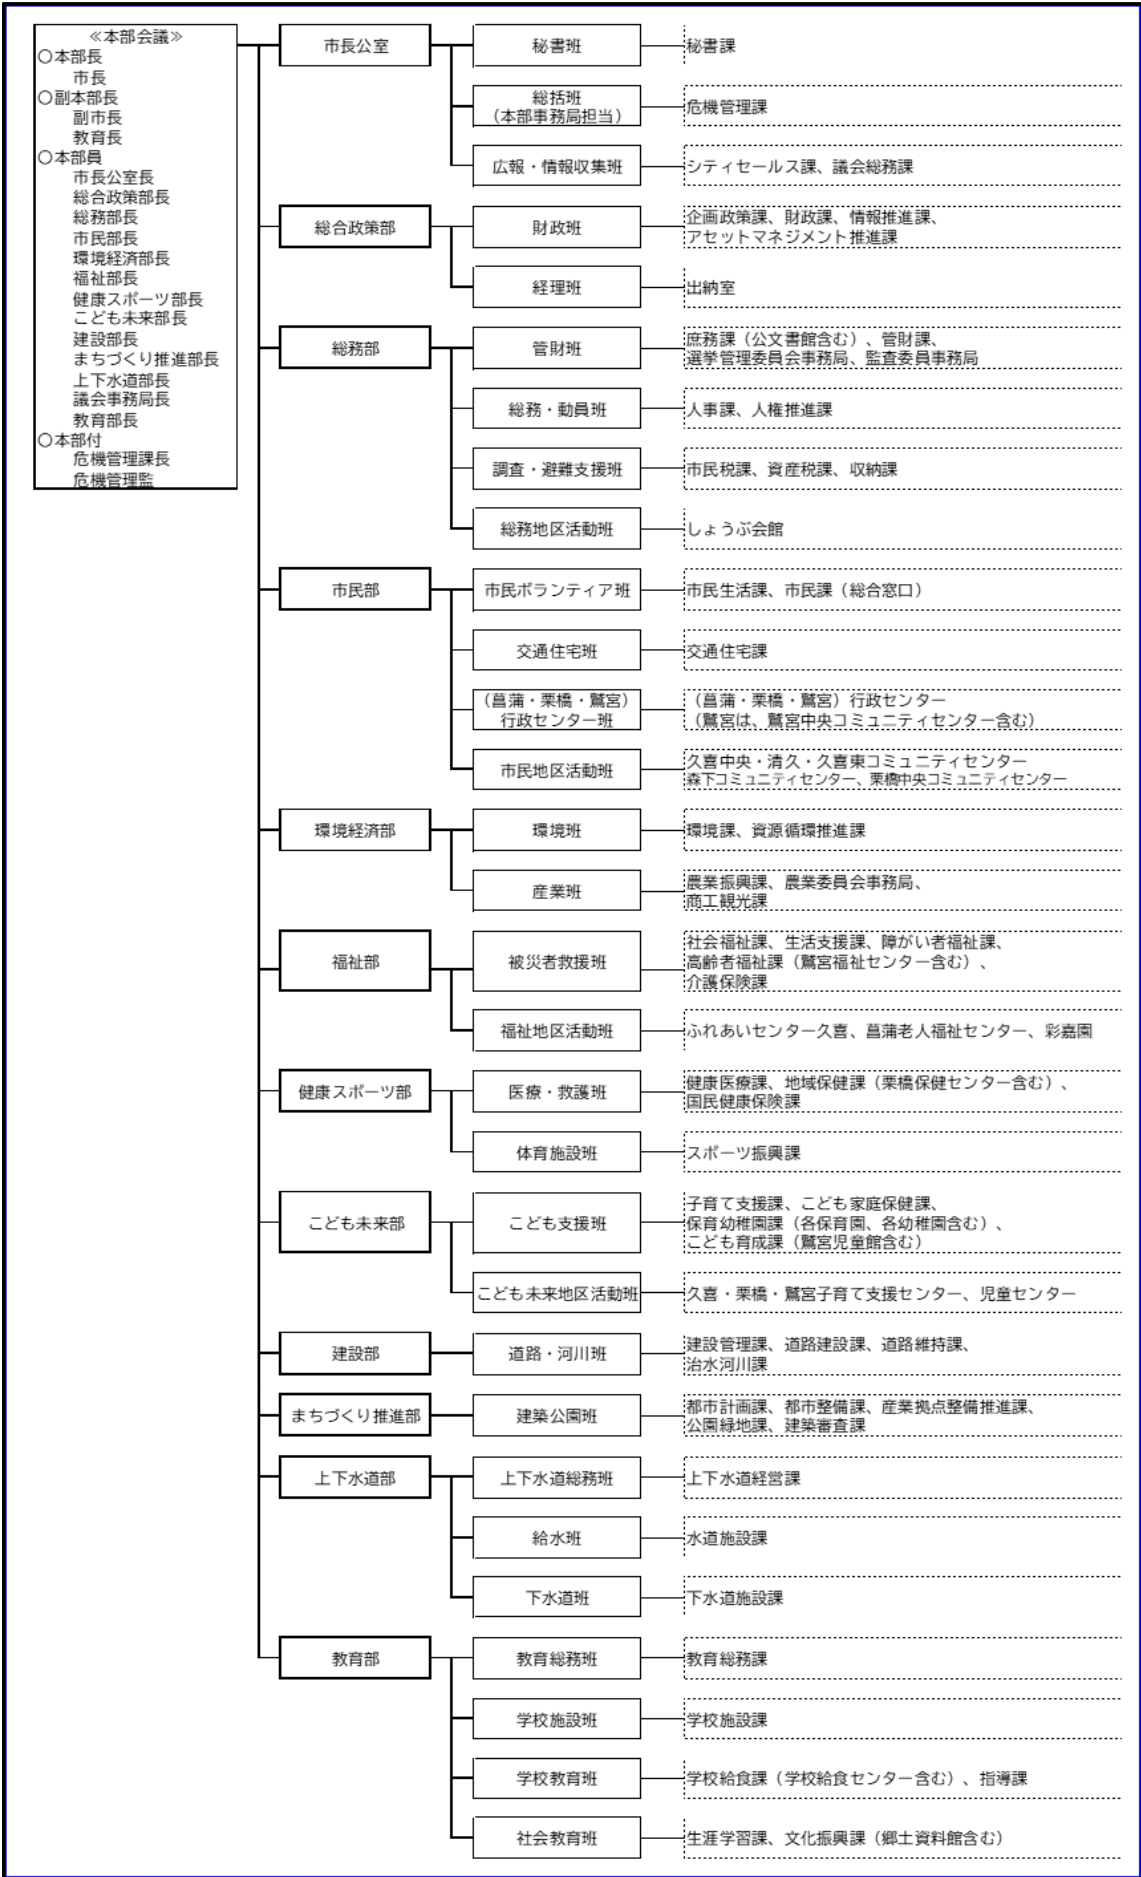 ≪本部会議≫
○本部長
市長
○副本部長
副市長
教育長
○本部員
市長公室長
総合政策部長
総務部長
市民部長
環境経済部長
福祉部長
健康スポーツ部長
こども未来部長
建設部長
まちづくり推進部長
上下水道部長
議会事務局長
教育部長
○本部付
危機管理課長
危機管理監
市長公室
秘書班
秘書課
総括班
（本部事務局担当）
危機管理課
広報・情報収集班
シティセールス課、議会総務課
総合政策部
財政班
企画政策課、財政課、情報推進課、
アセットマネジメント推進課
経理班
出納室
総務部
管財班
庶務課（公文書館含む）、管財課、
選挙管理委員会事務局、監査委員事務局
総務・動員班
人事課、人権推進課
調査・避難支援班
市民税課、資産税課、収納課
総務地区活動班
しょうぶ会館
市民部
市民ボランティア班
市民生活課、市民課（総合窓口）
交通住宅班
交通住宅課
（菖蒲・栗橋・鷲宮）
行政センター班
（菖蒲・栗橋・鷲宮）行政センター
（鷲宮は、鷲宮中央コミュニティセンター含む）
市民地区活動班
久喜中央・清久・久喜東コミュニティセンター
森下コミュニティセンター、栗橋中央コミュニティセンター
環境経済部
環境班
環境課、資源循環推進課
産業班
農業振興課、農業委員会事務局、
商工観光課
福祉部
被災者救援班
社会福祉課、生活支援課、障がい者福祉課、
高齢者福祉課（鷲宮福祉センター含む）、
介護保険課
福祉地区活動班
ふれあいセンター久喜、菖蒲老人福祉センター、彩嘉園
健康スポーツ部
医療・救護班
健康医療課、地域保健課（栗橋保健センター含む）、
国民健康保険課
体育施設班
スポーツ振興課
こども未来部
こども支援班
子育て支援課、こども家庭保健課、
保育幼稚園課（各保育園、各幼稚園含む）、
こども育成課（鷲宮児童館含む）
こども未来地区活動班
久喜・栗橋・鷲宮子育て支援センター、児童センター
建設部
道路・河川班
建設管理課、道路建設課、道路維持課、
治水河川課
まちづくり推進部
建築公園班
都市計画課、都市整備課、産業拠点整備推進課、
公園緑地課、建築審査課
上下水道部
上下水道総務班
上下水道経営課
給水班
水道施設課
下水道班
下水道施設課
教育部
教育総務班
教育総務課
学校施設班
学校施設課
学校教育班
学校給食課（学校給食センター含む）、指導課
社会教育班
生涯学習課、文化振興課（郷土資料館含む）